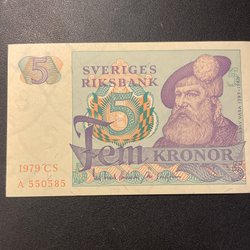 5
SVERIGES
RIKSBANK
5
Fem KRONOR
1979 CS
A 550585